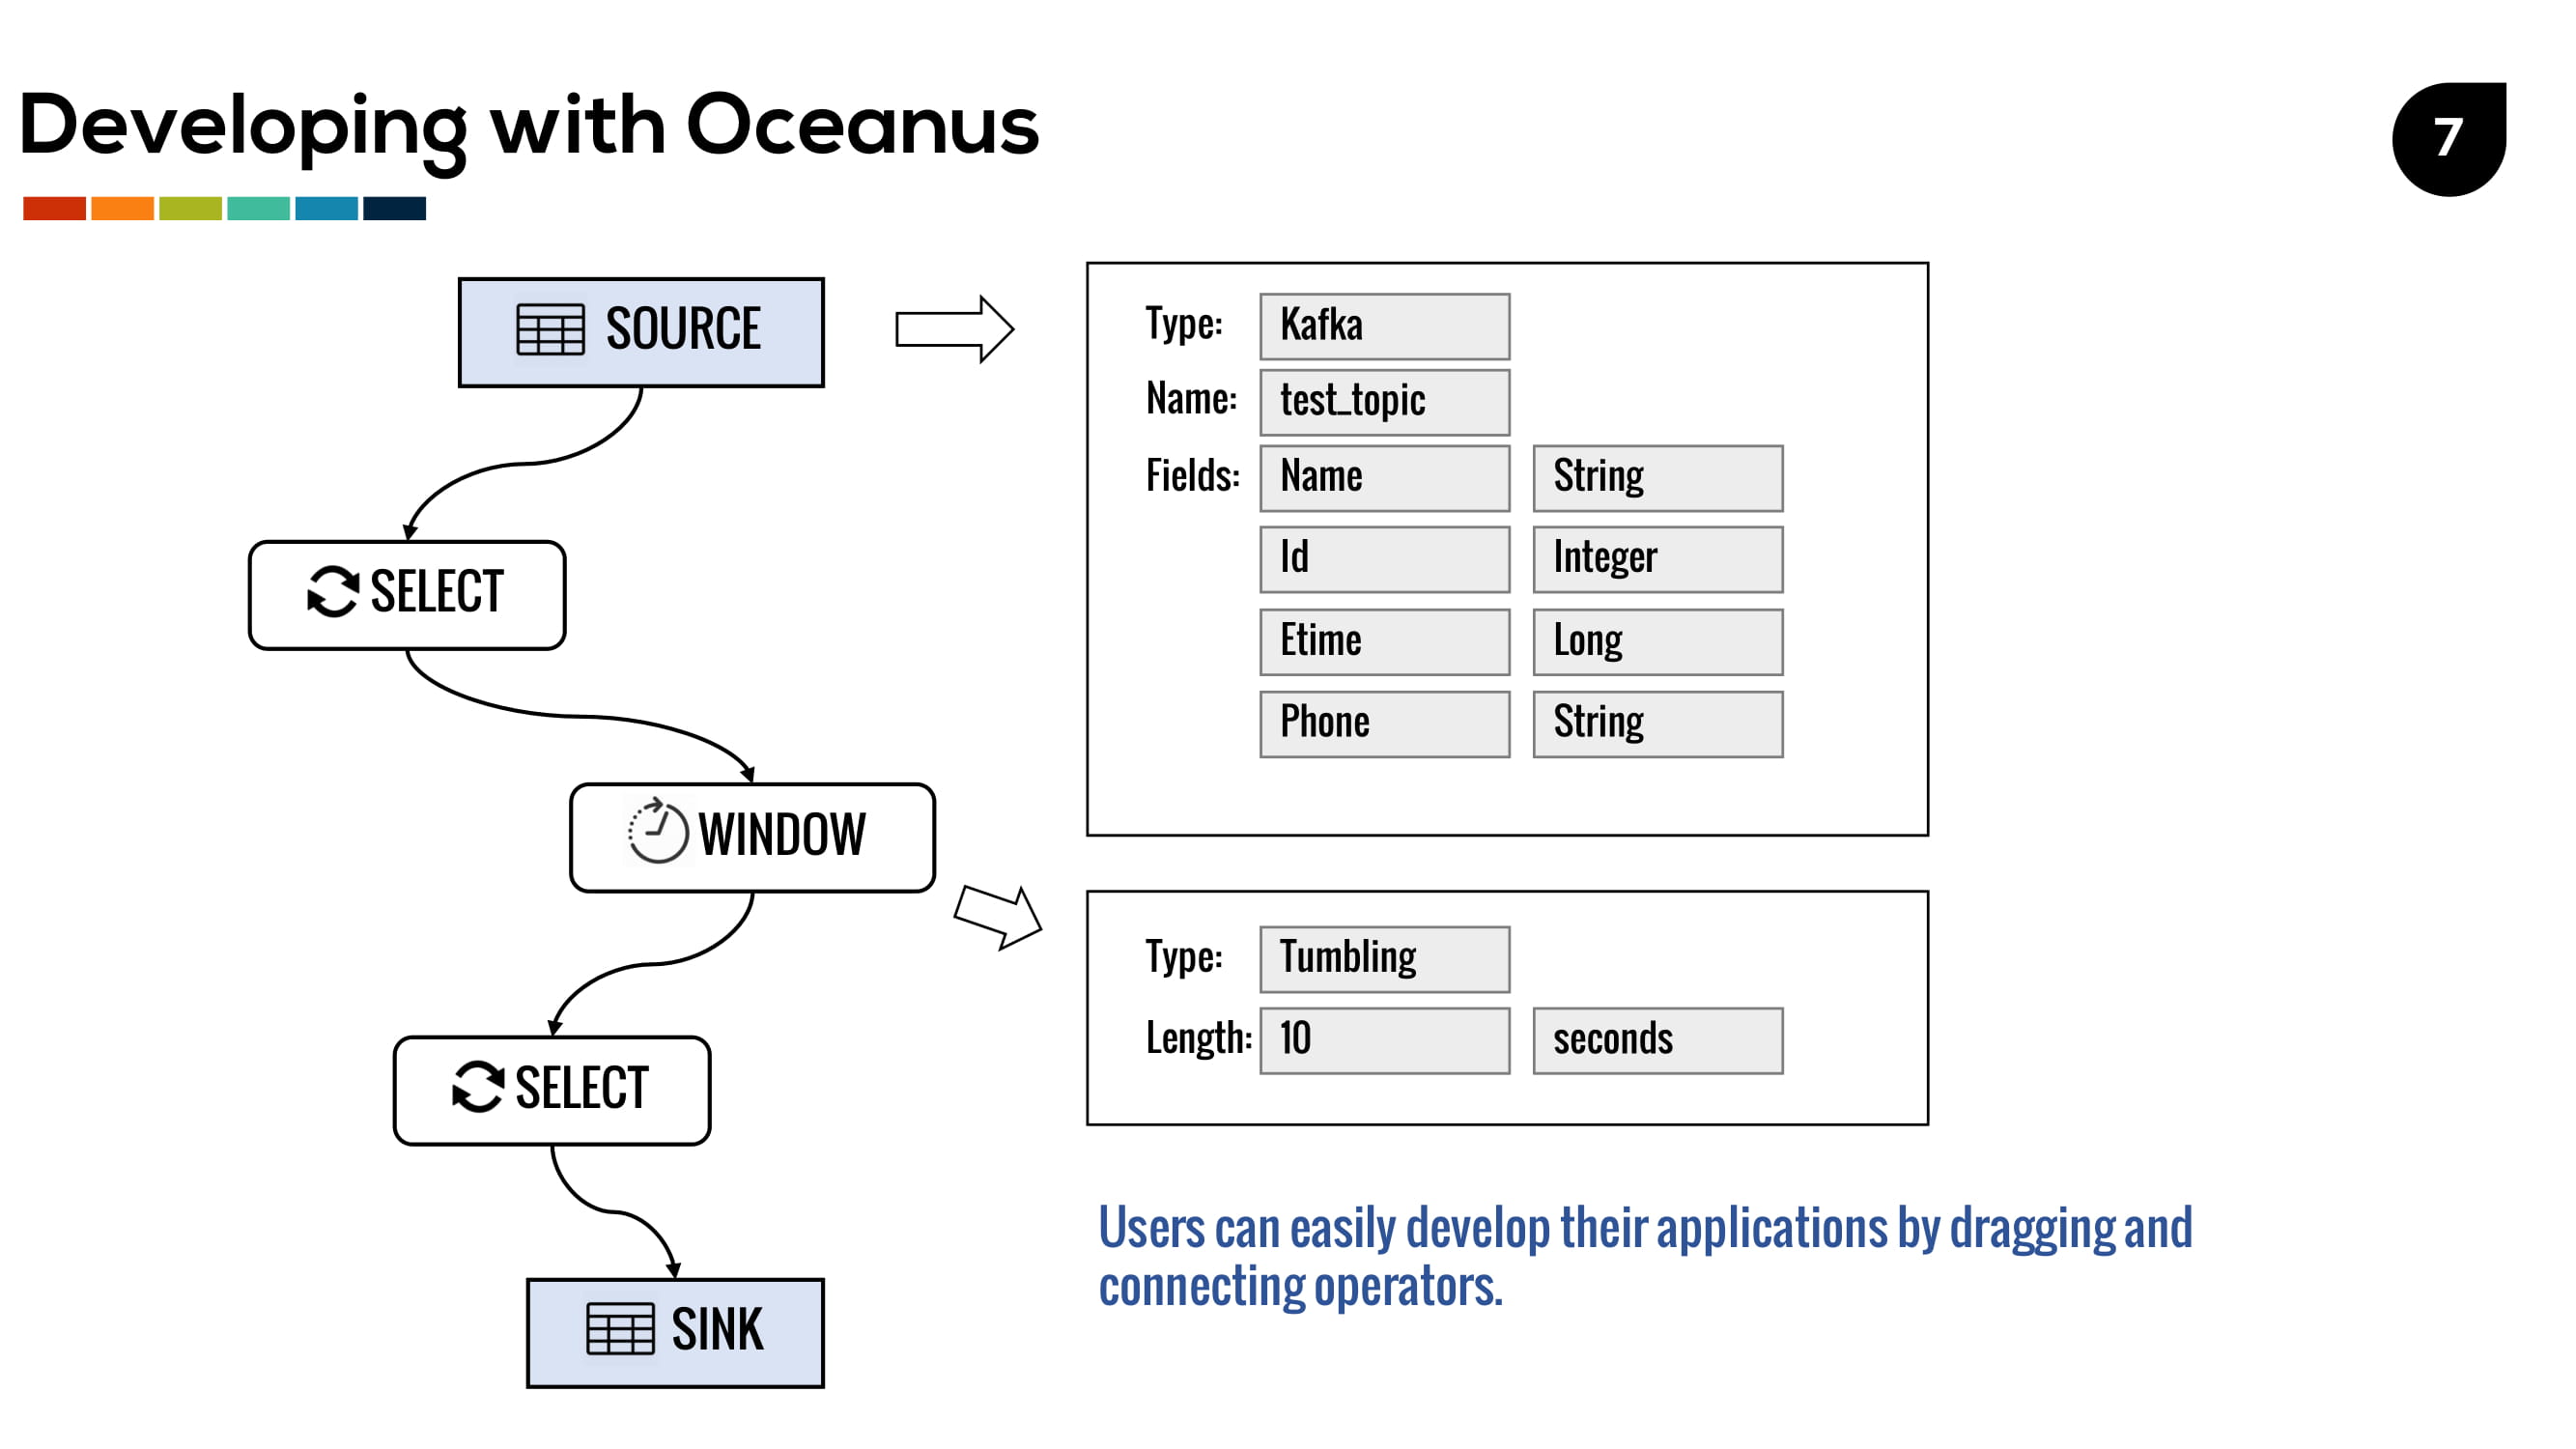 Developing with Oceanus
7
SOURCE
SELECT
WINDOW
SELECT
SINK
Type: Kafka
Name: test_topic
Fields: Name String
Id Integer
Etime Long
Phone String
Type: Tumbling
Length: 10 seconds
Users can easily develop their applications by dragging and
connecting operators.